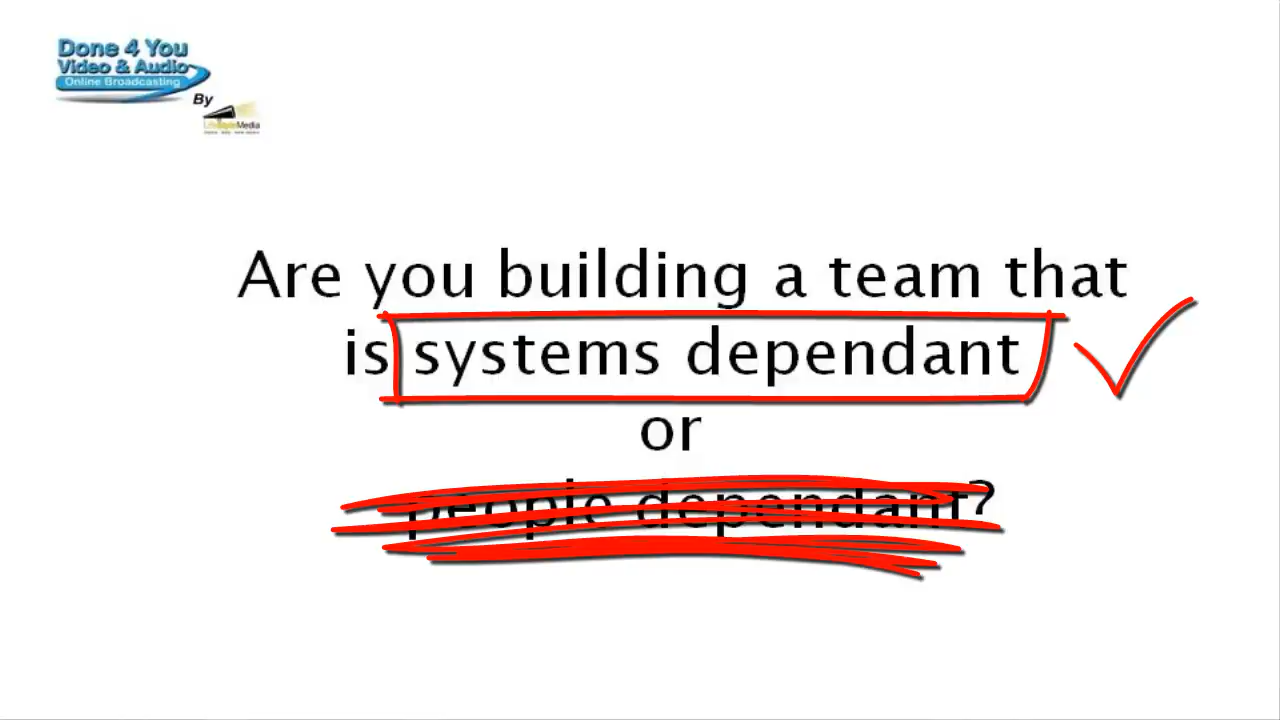 Done 4 You
Video & Audio
Online Broadcasting
By
Media
Are you building a team that
is systems dependant
or
people dependant?